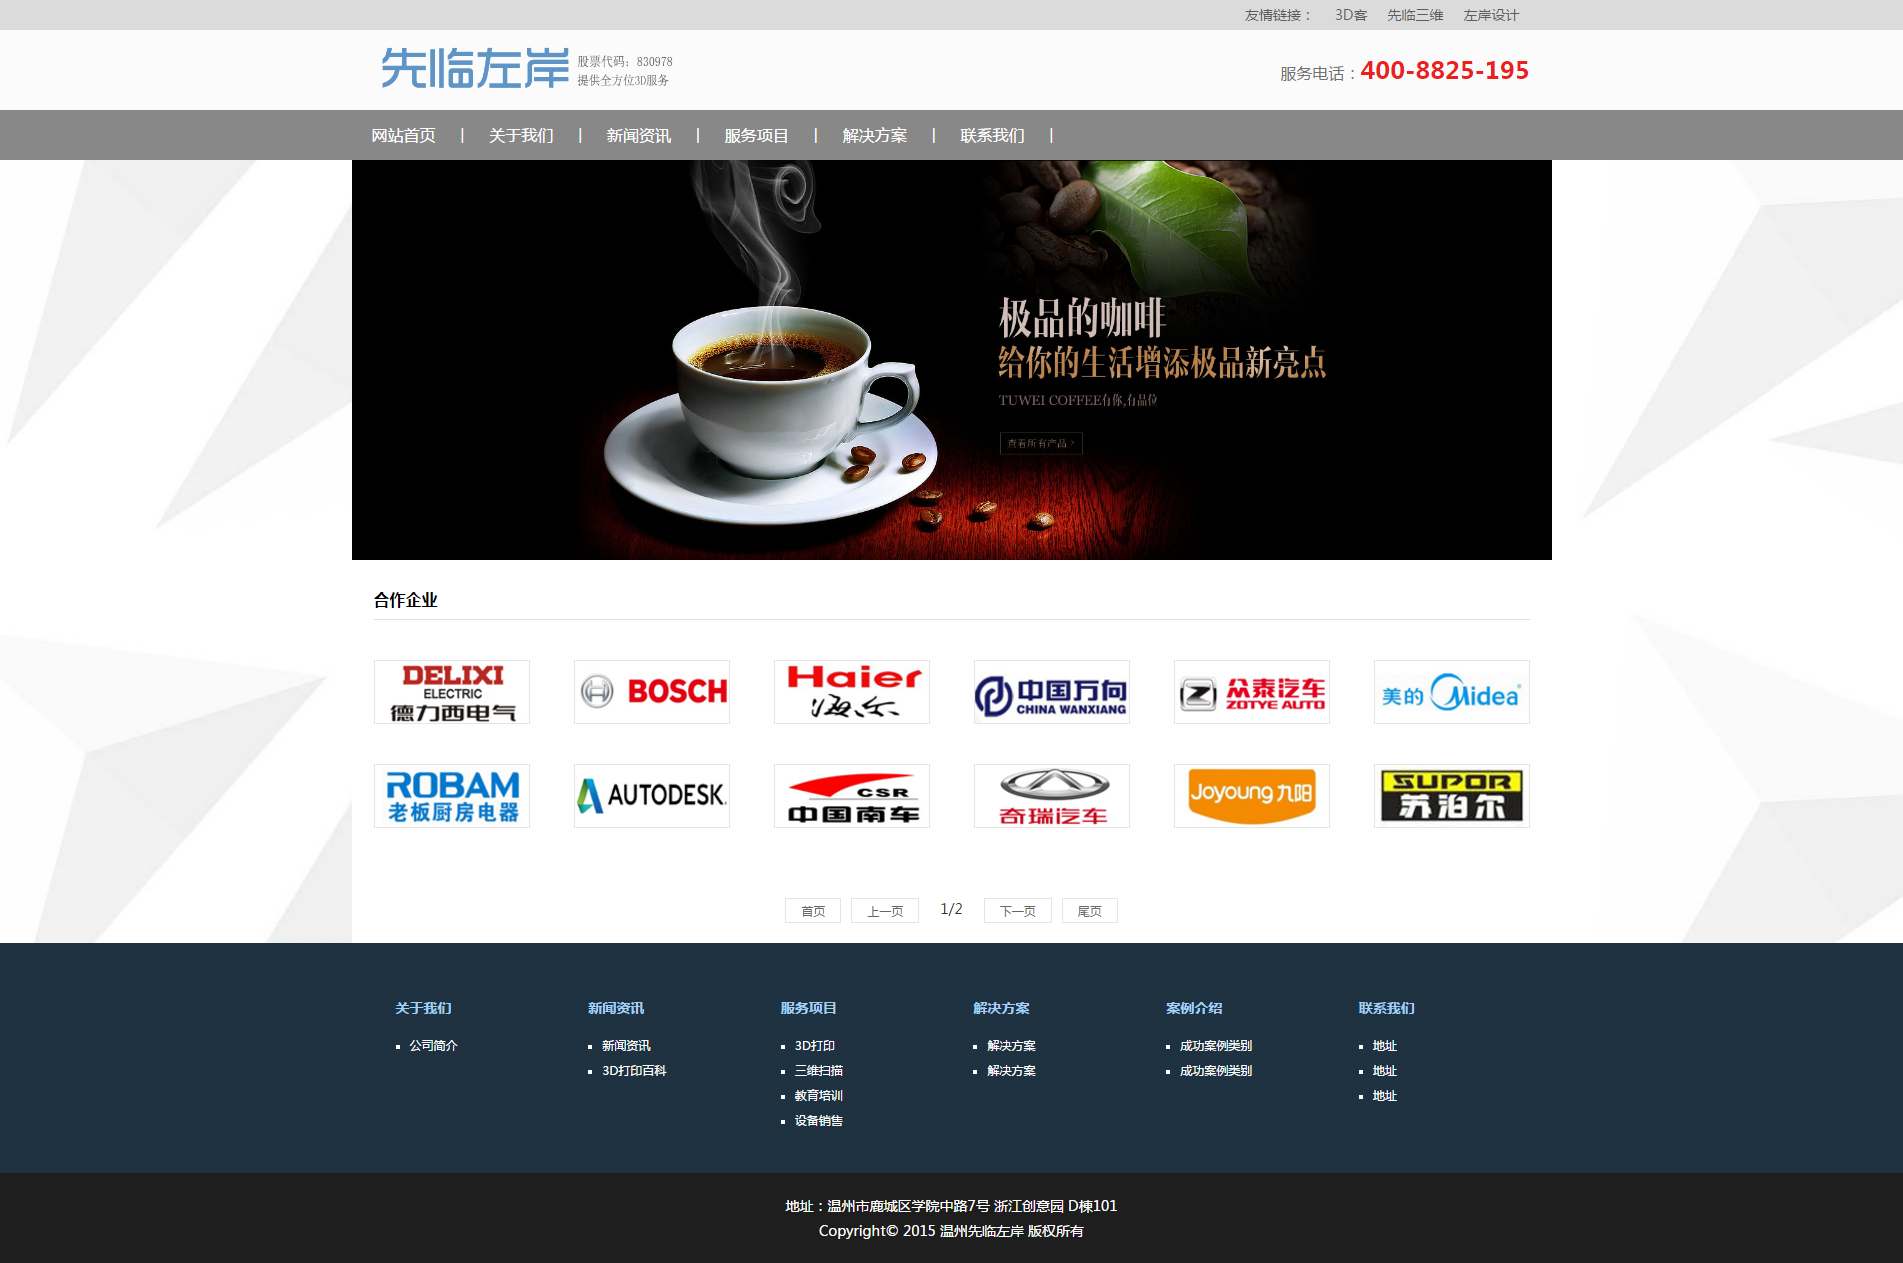 友情链接： 3D客 先临三维 左岸设计
先临左岸
股票代码：830978
提供全方位3D服务
服务电话：400-8825-195
网站首页 | 关于我们 | 新闻资讯 | 服务项目 | 解决方案 | 联系我们 |
极品的咖啡
给你的生活增添极品新亮点
TUWEI COFFEE有你,有品位
查看所有产品 >
合作企业
DELIXI
ELECTRIC
德力西电气
BOSCH
Haier
海尔
中国万向
CHINA WANXIANG
众泰汽车
ZOTYE AUTO
美的 Midea
ROBAM
老板厨房电器
AUTODESK.
CSR
中国南车
奇瑞汽车
Joyoung九阳
SUPOR
苏泊尔
首页 上一页 1/2 下一页 尾页
关于我们
公司简介
新闻资讯
新闻资讯
3D打印百科
服务项目
3D打印
三维扫描
教育培训
设备销售
解决方案
解决方案
解决方案
案例介绍
成功案例类别
成功案例类别
联系我们
地址
地址
地址
地址：温州市鹿城区学院中路7号 浙江创意园 D棟101
Copyright© 2015 温州先临左岸 版权所有